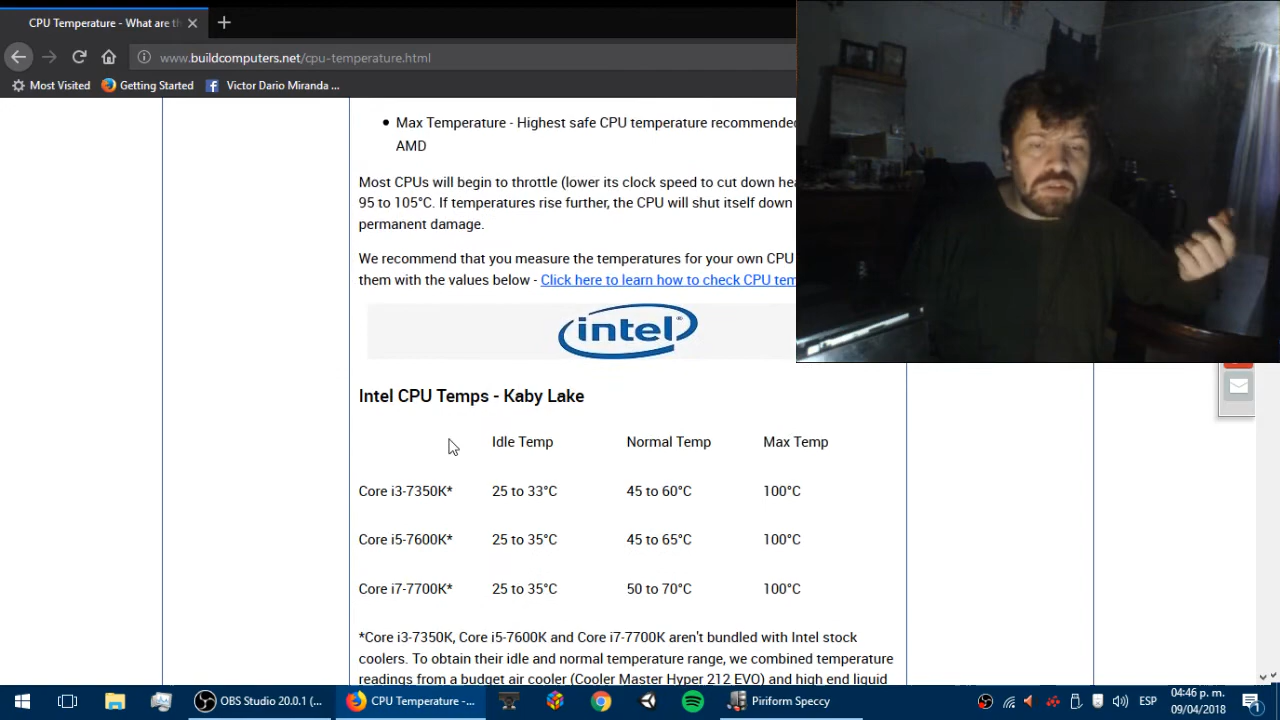 CPU Temperature - What are th
www.buildcomputers.net/cpu-temperature.html
Most Visited
Getting Started
Victor Dario Miranda ...
Max Temperature - Highest safe CPU temperature recommended
AMD
Most CPUs will begin to throttle (lower its clock speed to cut down hea
95 to 105°C. If temperatures rise further, the CPU will shut itself down
permanent damage.
We recommend that you measure the temperatures for your own CPU
them with the values below - Click here to learn how to check CPU tem
intel
Intel CPU Temps - Kaby Lake
Idle Temp Normal Temp Max Temp
Core i3-7350K* 25 to 33°C 45 to 60°C 100°C
Core i5-7600K* 25 to 35°C 45 to 65°C 100°C
Core i7-7700K* 25 to 35°C 50 to 70°C 100°C
*Core i3-7350K, Core i5-7600K and Core i7-7700K aren't bundled with Intel stock
coolers. To obtain their idle and normal temperature range, we combined temperature
readings from a budget air cooler (Cooler Master Hyper 212 EVO) and high end liquid
OBS Studio 20.0.1 (...
CPU Temperature -...
Piriform Speccy
ESP
04:46 p. m.
09/04/2018
1